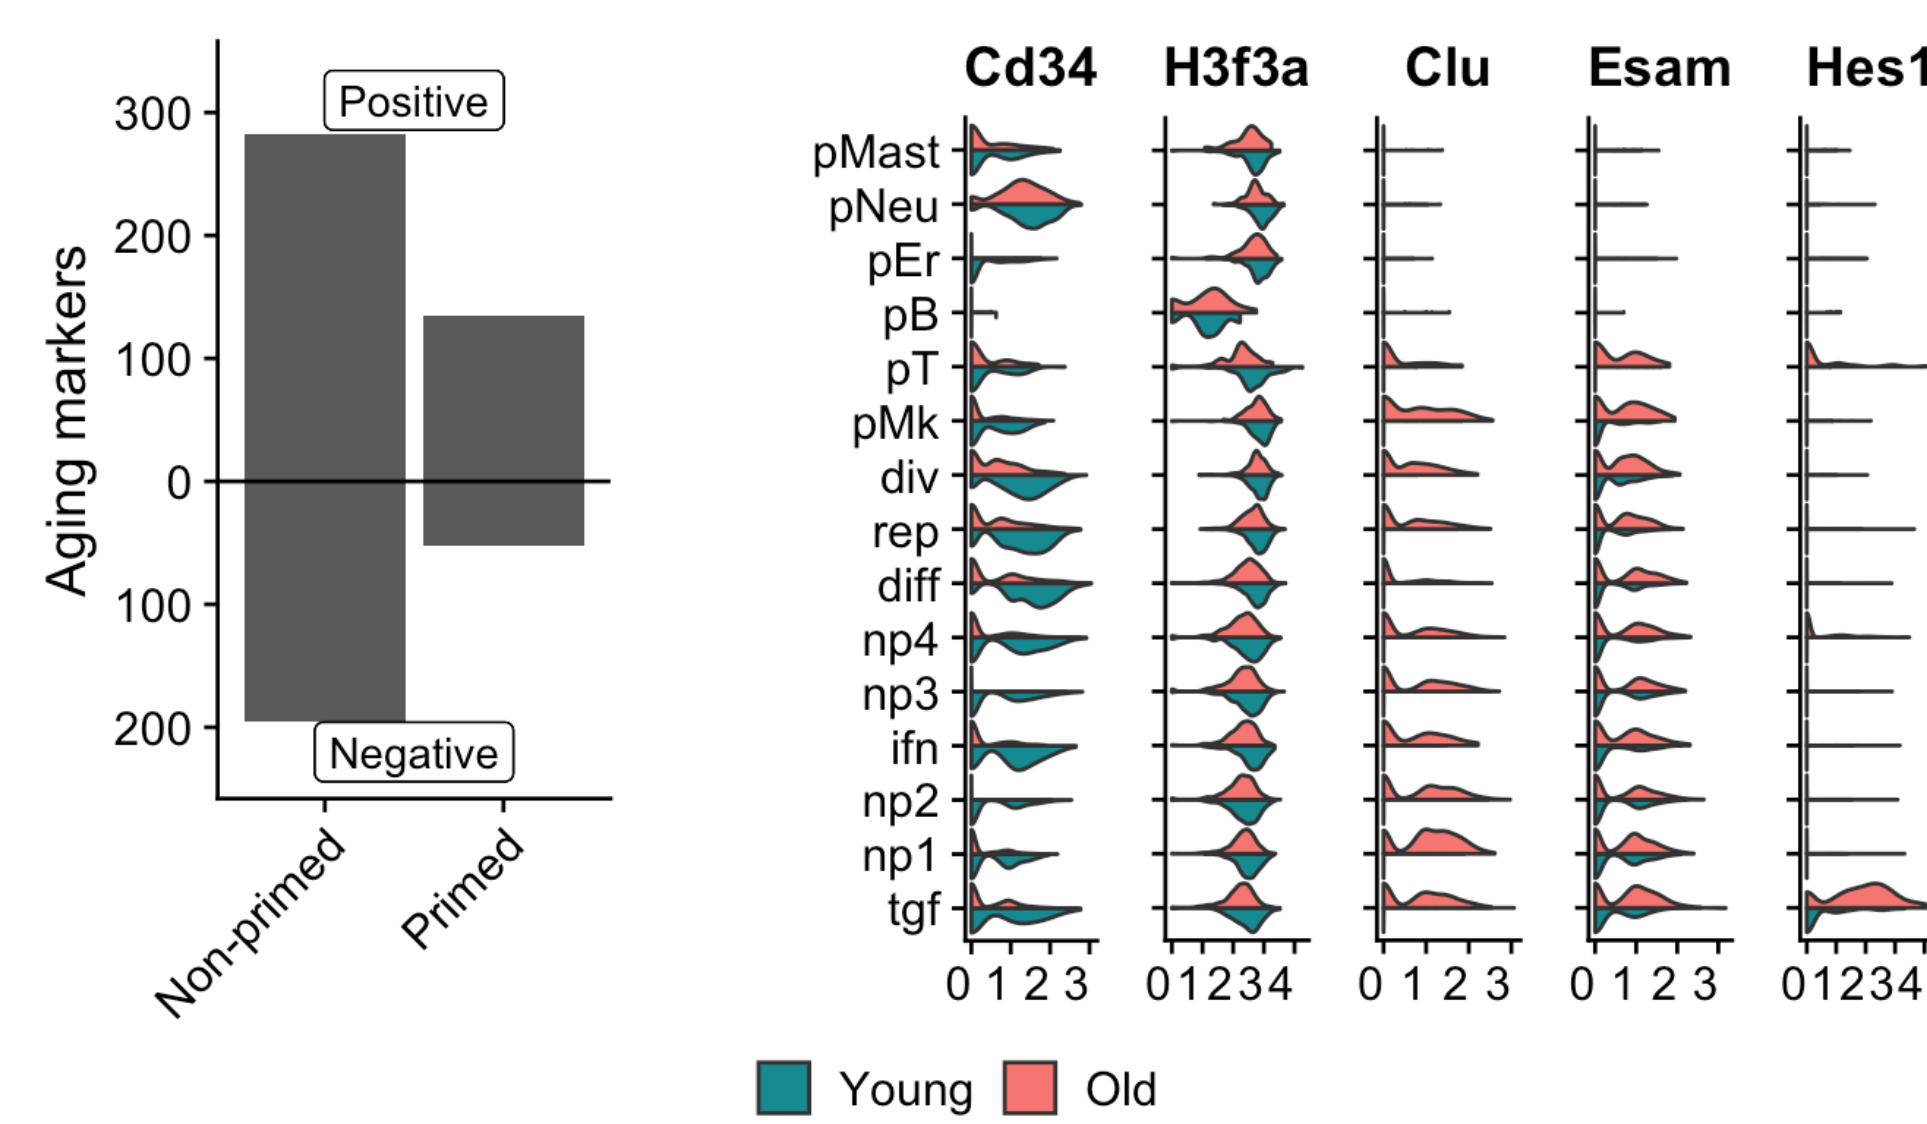 Aging markers
300
200
100
0
100
200
Positive
Negative
Non-primed
Primed
Cd34 H3f3a Clu Esam Hes1
pMast
pNeu
pEr
pB
pT
pMk
div
rep
diff
np4
np3
ifn
np2
np1
tgf
0 1 2 3 0 1 2 3 4 0 1 2 3 0 1 2 3 0 1 2 3 4
Young Old